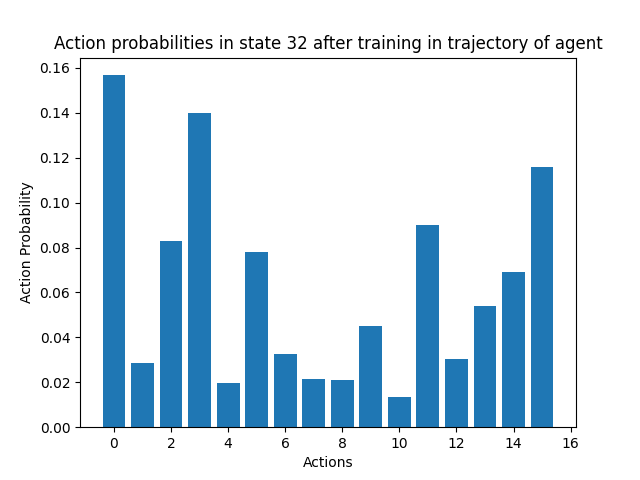 Action probabilities in state 32 after training in trajectory of agent
0.16
0.14
0.12
0.10
0.08
0.06
0.04
0.02
0.00
Action Probability
0 2 4 6 8 10 12 14 16
Actions